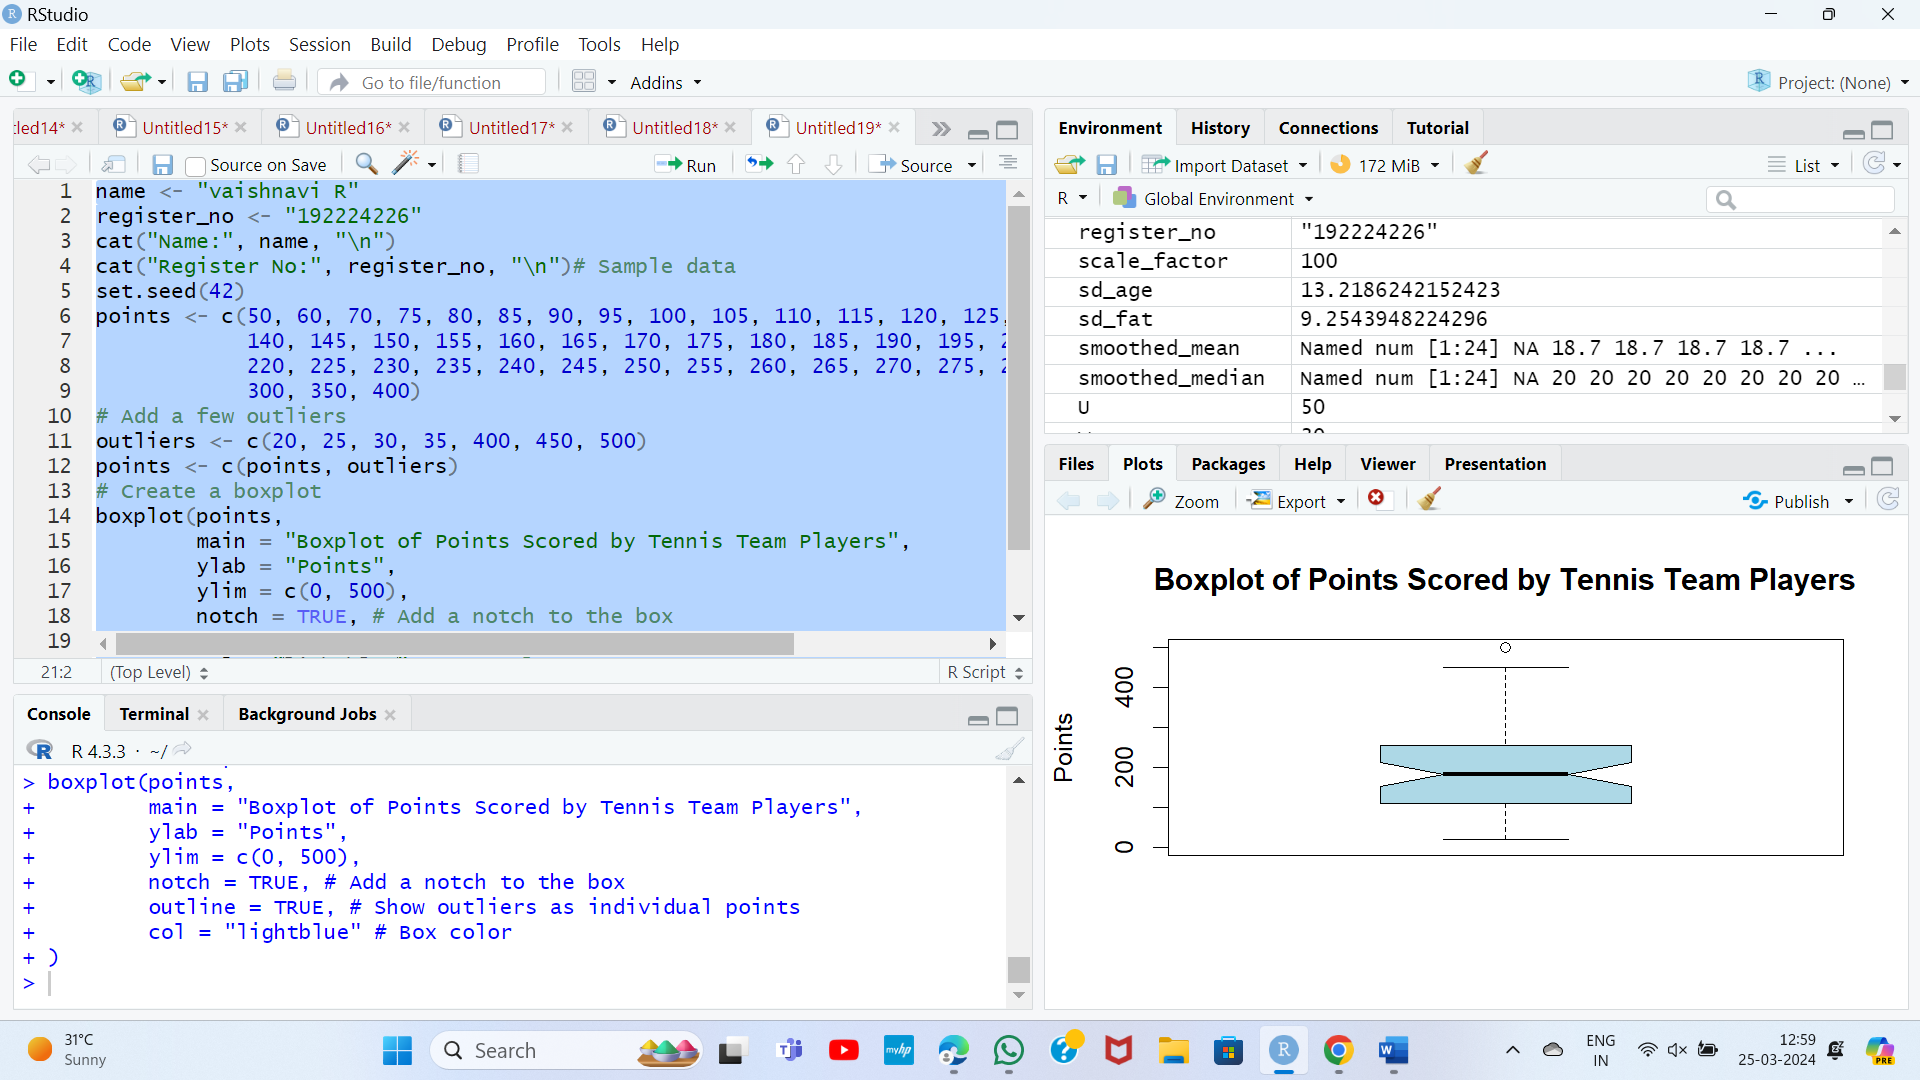 RStudio
File Edit Code View Plots Session Build Debug Profile Tools Help
Go to file/function Addins Project: (None)
tled14* Untitled15* Untitled16* Untitled17* Untitled18* Untitled19*
Source on Save Run Source
1 name <- "vaishnavi R"
2 register_no <- "192224226"
3 cat("Name:", name, "\n")
4 cat("Register No:", register_no, "\n")# Sample data
5 set.seed(42)
6 points <- c(50, 60, 70, 75, 80, 85, 90, 95, 100, 105, 110, 115, 120, 125,
7 140, 145, 150, 155, 160, 165, 170, 175, 180, 185, 190, 195, 2
8 220, 225, 230, 235, 240, 245, 250, 255, 260, 265, 270, 275, 2
9 300, 350, 400)
10 # Add a few outliers
11 outliers <- c(20, 25, 30, 35, 400, 450, 500)
12 points <- c(points, outliers)
13 # Create a boxplot
14 boxplot(points,
15 main = "Boxplot of Points Scored by Tennis Team Players",
16 ylab = "Points",
17 ylim = c(0, 500),
18 notch = TRUE, # Add a notch to the box
19
21:2 (Top Level) R Script
Console Terminal Background Jobs
R 4.3.3 · ~/
> boxplot(points,
+ main = "Boxplot of Points Scored by Tennis Team Players",
+ ylab = "Points",
+ ylim = c(0, 500),
+ notch = TRUE, # Add a notch to the box
+ outline = TRUE, # Show outliers as individual points
+ col = "lightblue" # Box color
+ )
>
Environment History Connections Tutorial
Import Dataset 172 MiB List
R Global Environment
register_no "192224226"
scale_factor 100
sd_age 13.2186242152423
sd_fat 9.2543948224296
smoothed_mean Named num [1:24] NA 18.7 18.7 18.7 18.7 ...
smoothed_median Named num [1:24] NA 20 20 20 20 20 20 20 ...
U 50
Files Plots Packages Help Viewer Presentation
Zoom Export Publish
Boxplot of Points Scored by Tennis Team Players
Points
400
200
0
31°C
Sunny
Search
myhp
ENG
IN
12:59
25-03-2024
PRE